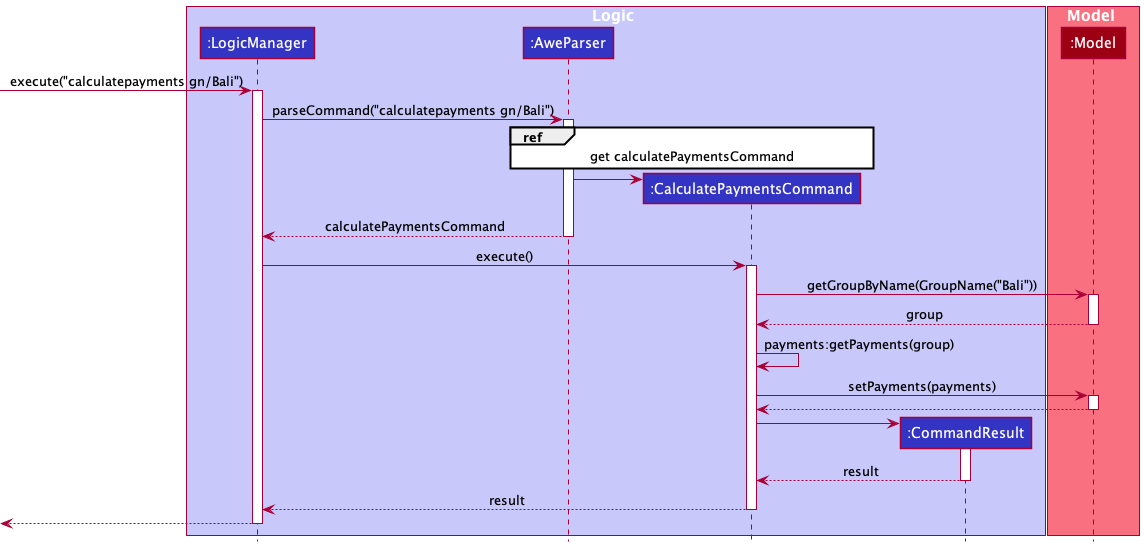 Logic
Model
:LogicManager
:AweParser
:Model
execute("calculatepayments gn/Bali")
parseCommand("calculatepayments gn/Bali")
ref
get calculatePaymentsCommand
:CalculatePaymentsCommand
calculatePaymentsCommand
execute()
getGroupByName(GroupName("Bali"))
group
payments:getPayments(group)
setPayments(payments)
:CommandResult
result
result